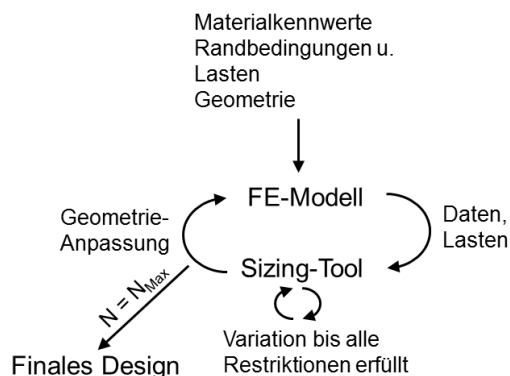 Materialkennwerte
Randbedingungen u.
Lasten
Geometrie
FE-Modell
Geometrie-
Anpassung
Daten,
Lasten
Sizing-Tool
N = N_Max
Variation bis alle
Restriktionen erfüllt
Finales Design